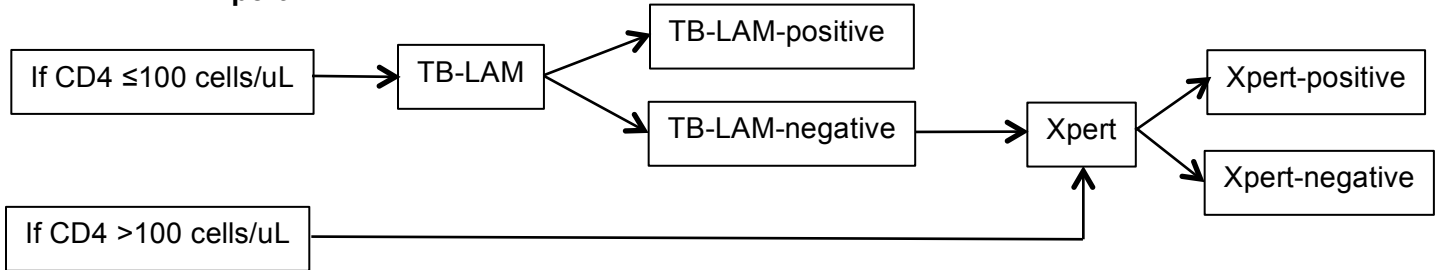 If CD4 ≤100 cells/uL
TB-LAM
TB-LAM-positive
TB-LAM-negative
Xpert
Xpert-positive
Xpert-negative
If CD4 >100 cells/uL